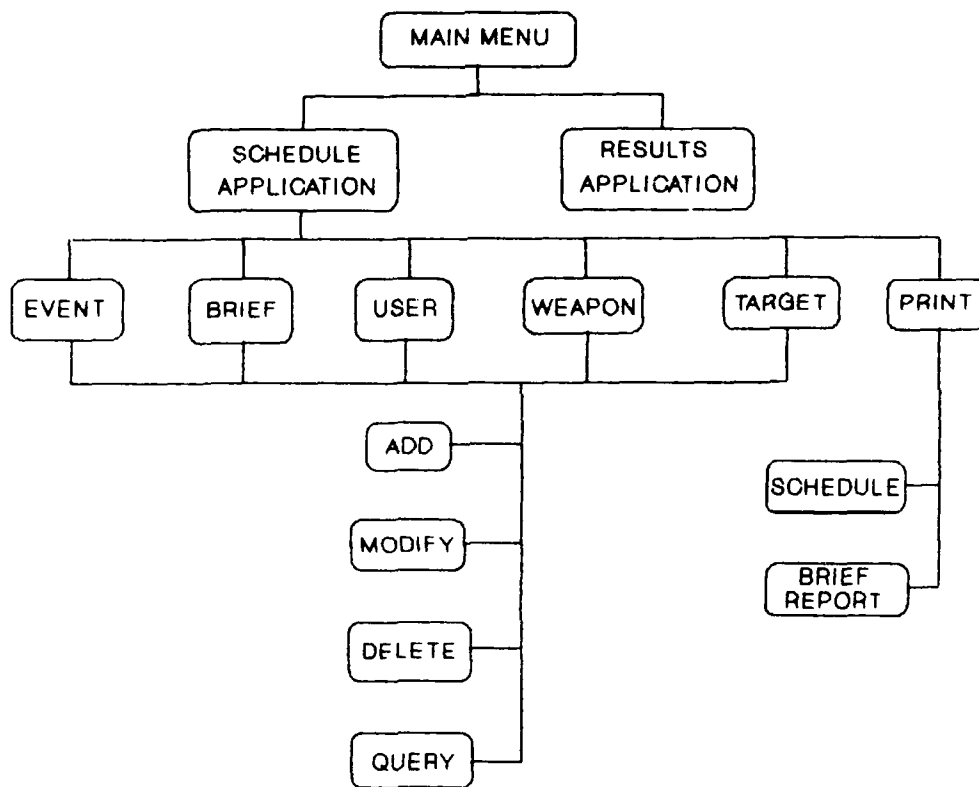 MAIN MENU
SCHEDULE
APPLICATION
RESULTS
APPLICATION
EVENT
BRIEF
USER
WEAPON
TARGET
PRINT
ADD
MODIFY
DELETE
QUERY
SCHEDULE
BRIEF
REPORT